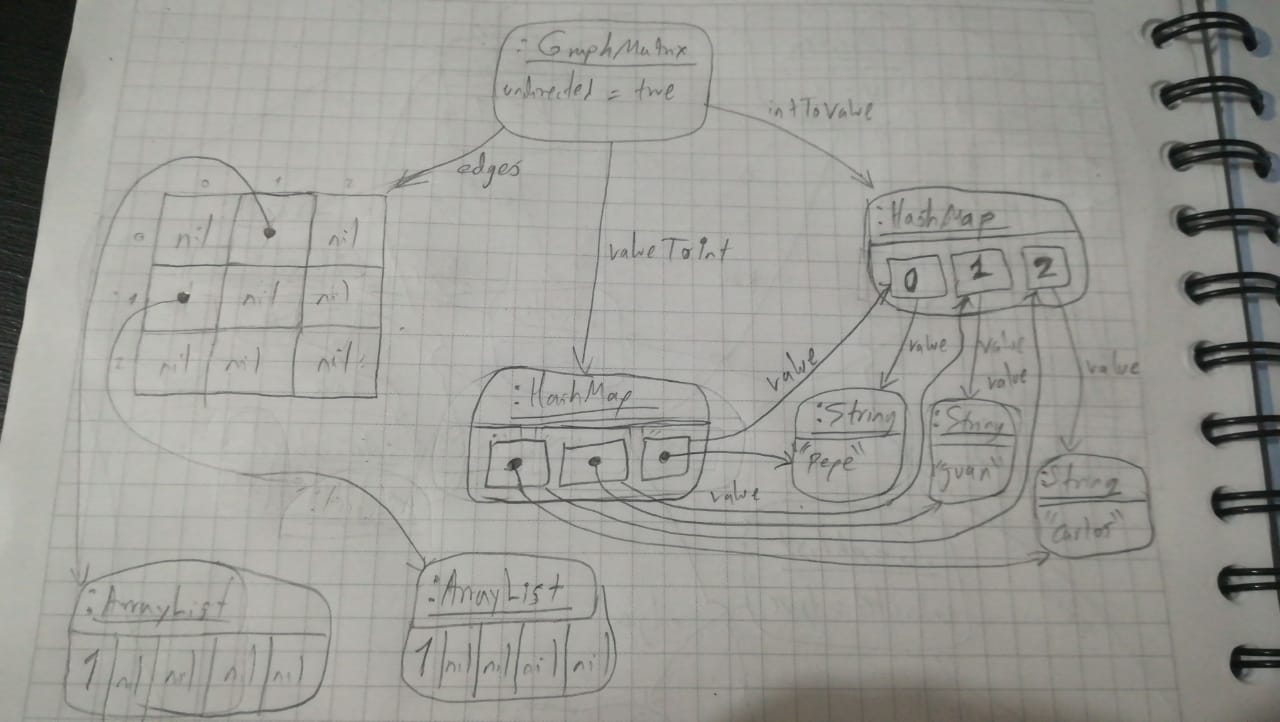 :GraphMatrix
undirected = true
intToValue
edges
valueToInt
0 1 2
0 nil nil
1 nil nil
2 nil nil nil
:HashMap
0 1 2
value
value
value
value
value
:HashMap
value
:String
"Pepe"
:String
"Juan"
:String
"Carlos"
:ArrayList
1 nil nil nil nil
:ArrayList
1 nil nil nil nil